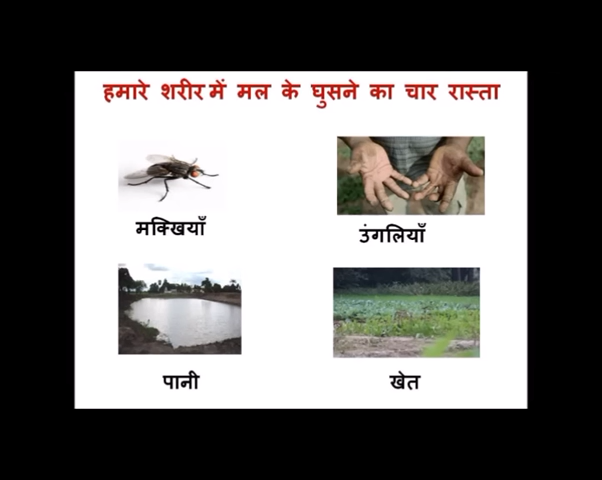 हमारे शरीर में मल के घुसने का चार रास्ता
मक्खियाँ
उंगलियाँ
पानी
खेत